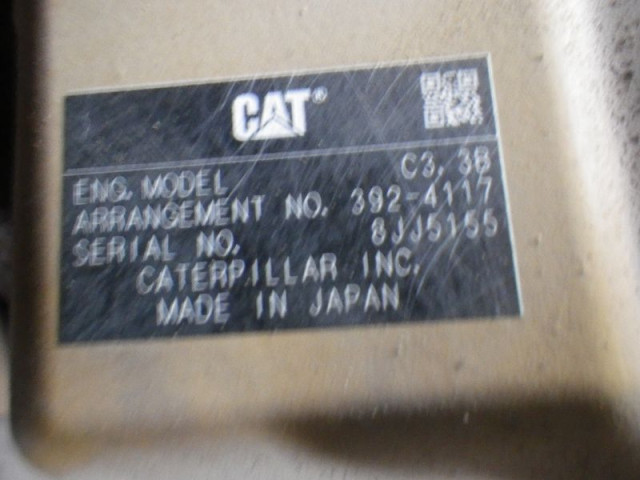 CAT®
ENG. MODEL C3.3B
ARRANGEMENT NO. 392-4117
SERIAL NO. 8JJ5155
CATERPILLAR INC.
MADE IN JAPAN